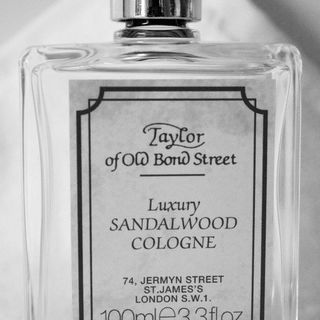 Taylor
of Old Bond Street
Luxury
SANDALWOOD
COLOGNE
74, JERMYN STREET
ST.JAMES'S
LONDON S.W.1.
100ml℮3.3fl.oz